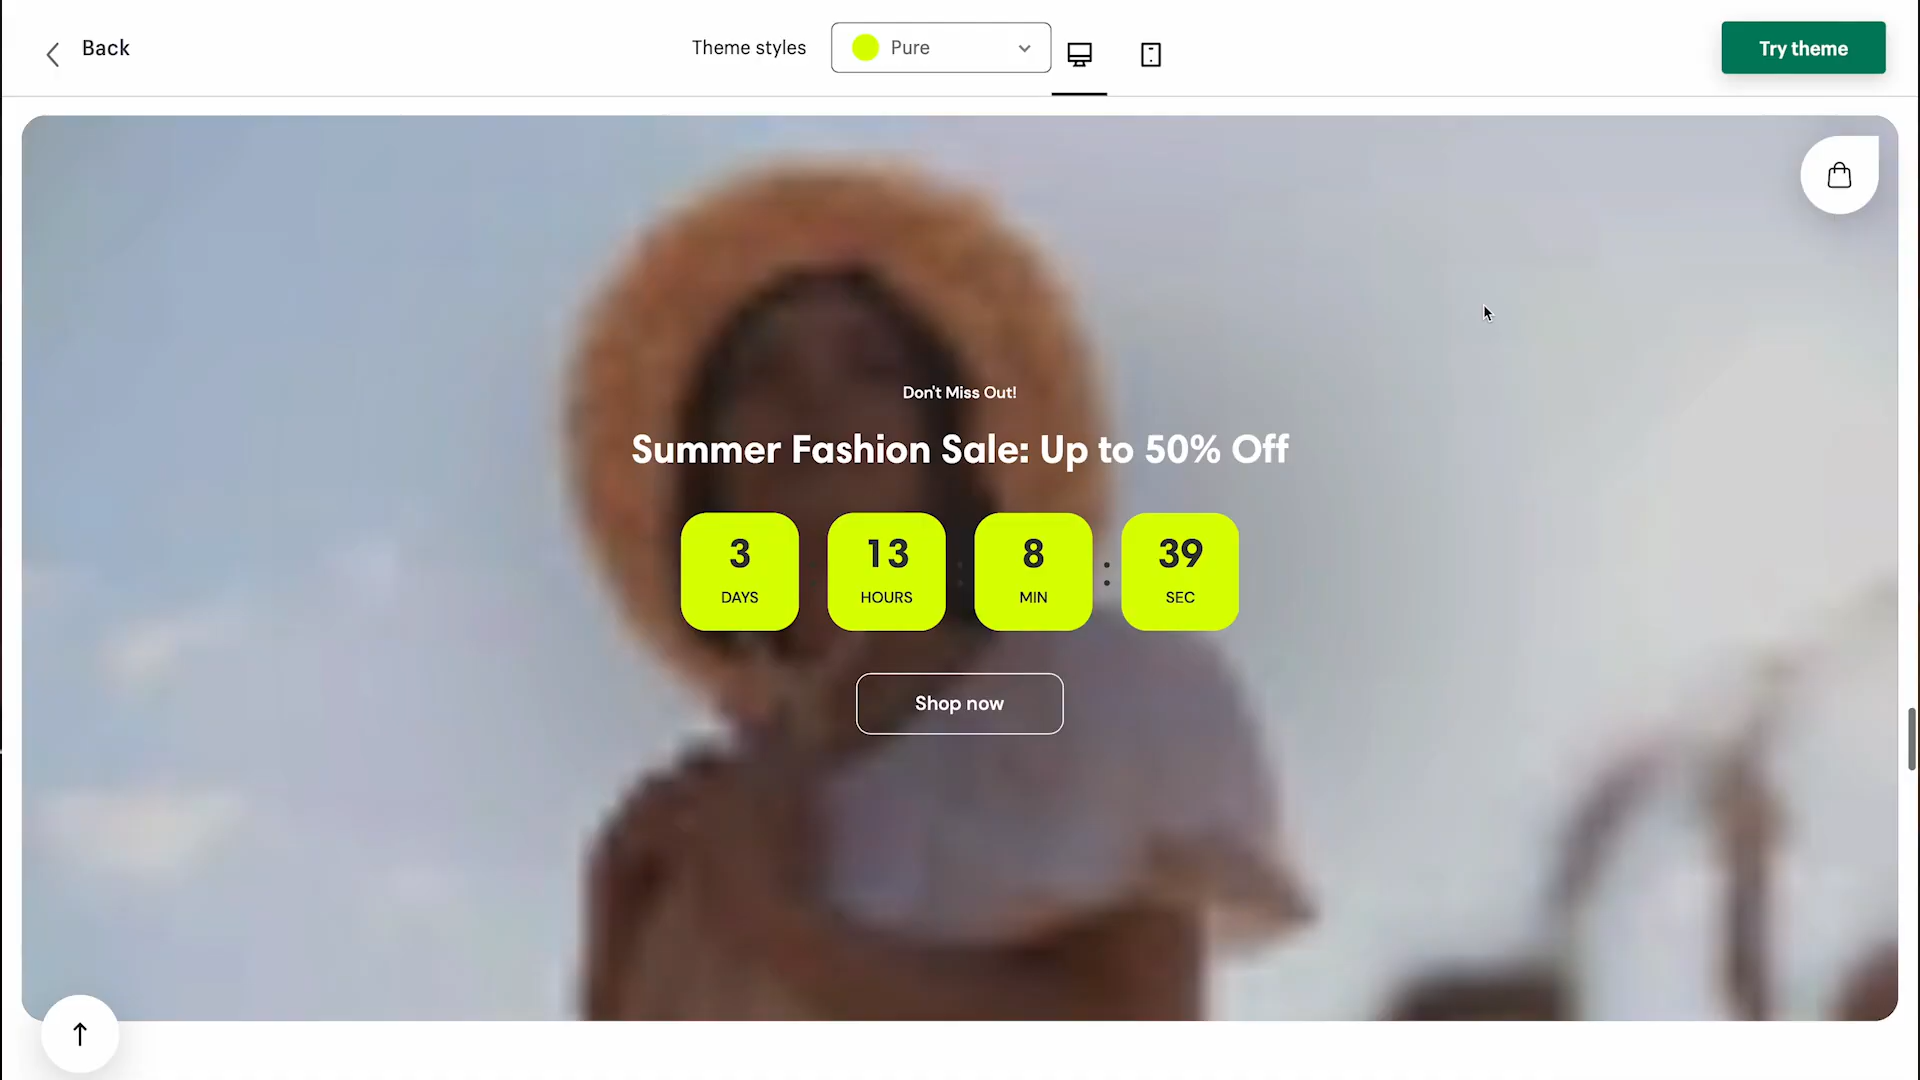 Back
Theme styles
Pure
Try theme
Don't Miss Out!
Summer Fashion Sale: Up to 50% Off
3 13 : 8 : 39
DAYS HOURS MIN SEC
Shop now